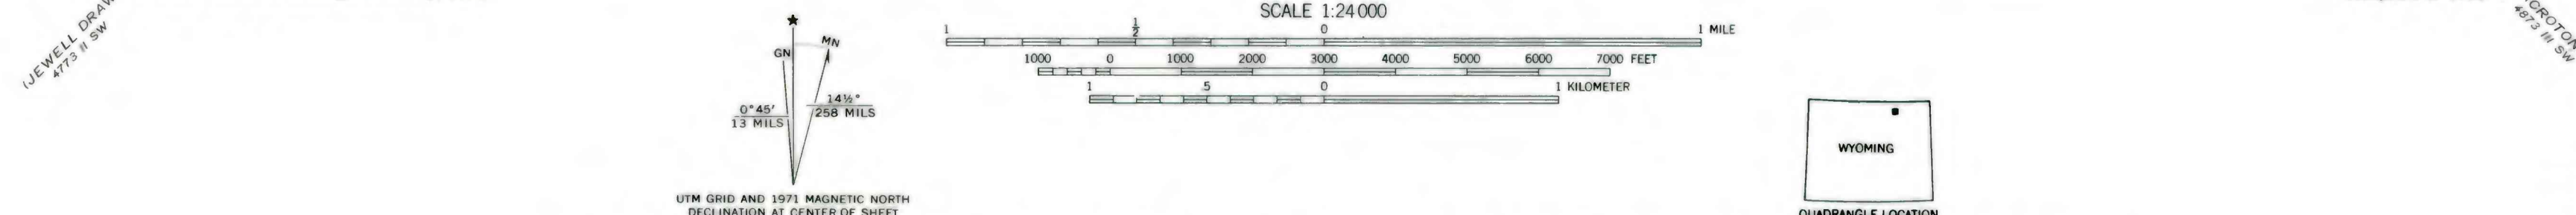 (JEWELL DRAW
4773 II SW
★
GN
MN
0°45′
13 MILS
14½°
258 MILS
UTM GRID AND 1971 MAGNETIC NORTH
DECLINATION AT CENTER OF SHEET
SCALE 1:24 000
1 ½ 0 1 MILE
1000 0 1000 2000 3000 4000 5000 6000 7000 FEET
1 .5 0 1 KILOMETER
WYOMING
QUADRANGLE LOCATION
4873 III SW